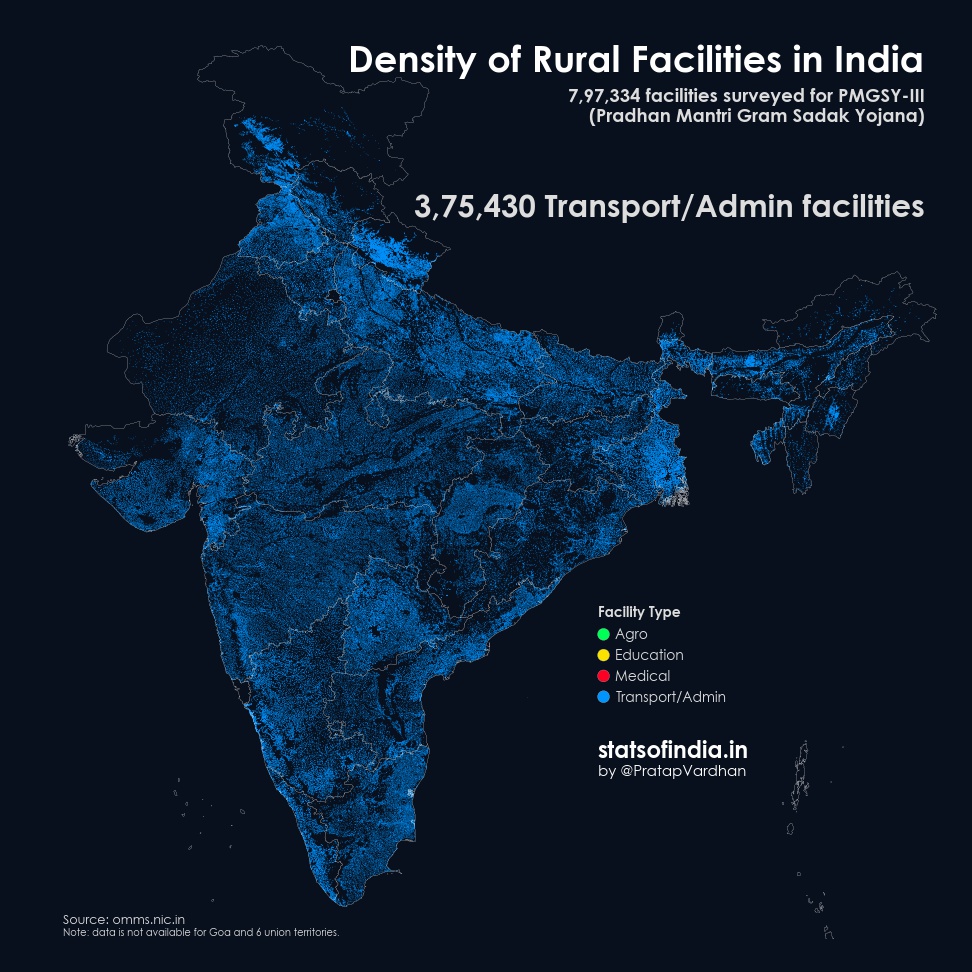 Density of Rural Facilities in India
7,97,334 facilities surveyed for PMGSY-III
(Pradhan Mantri Gram Sadak Yojana)
3,75,430 Transport/Admin facilities
Facility Type
Agro
Education
Medical
Transport/Admin
statsofindia.in
by @PratapVardhan
Source: omms.nic.in
Note: data is not available for Goa and 6 union territories.